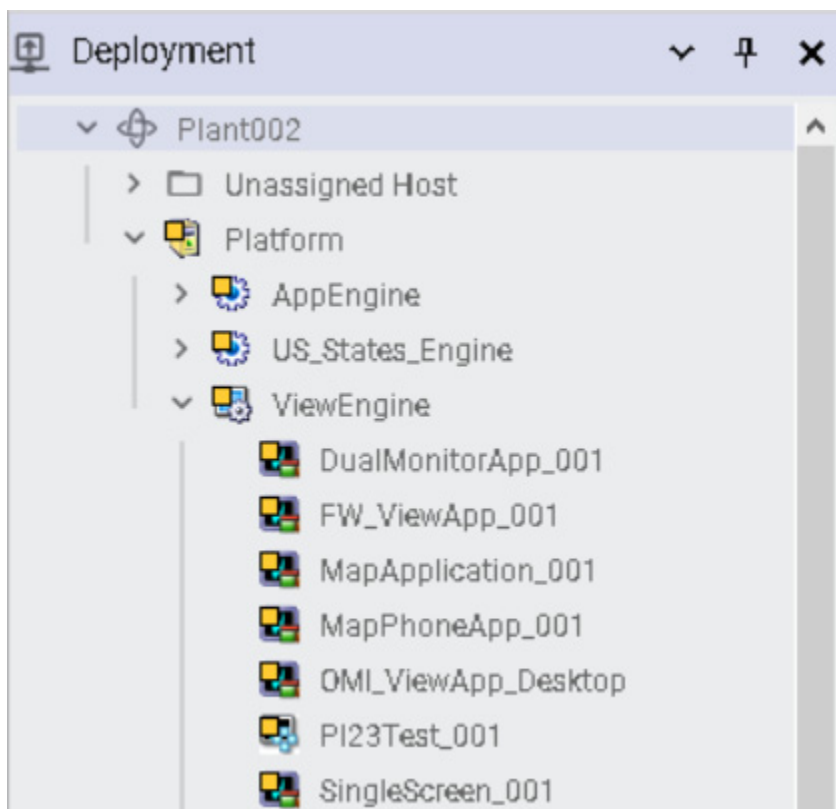 Deployment
Plant002
Unassigned Host
Platform
AppEngine
US_States_Engine
ViewEngine
DualMonitorApp_001
FW_ViewApp_001
MapApplication_001
MapPhoneApp_001
OMI_ViewApp_Desktop
PI23Test_001
SingleScreen_001